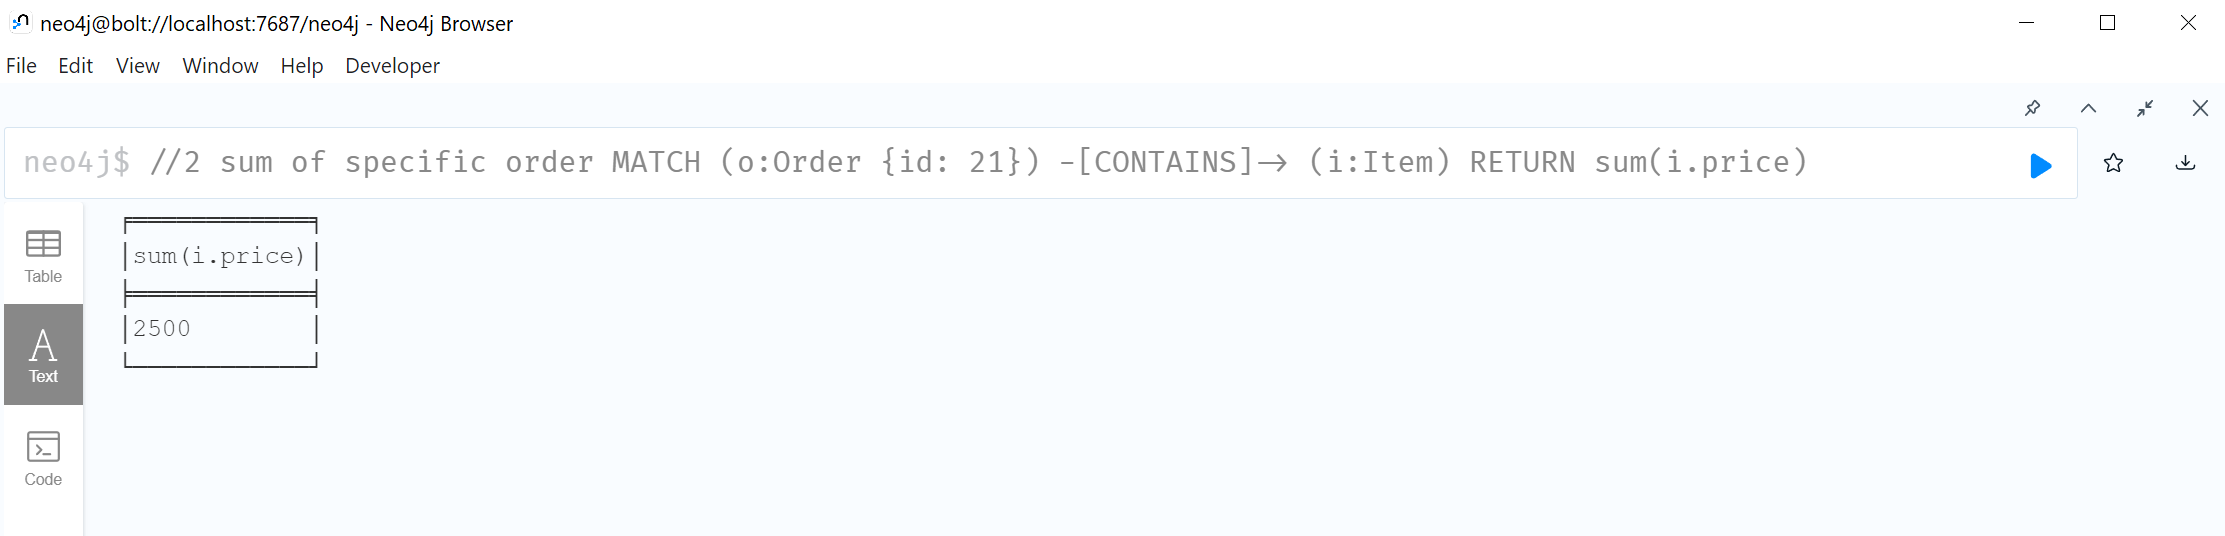 neo4j@bolt://localhost:7687/neo4j - Neo4j Browser
File Edit View Window Help Developer
neo4j$ //2 sum of specific order MATCH (o:Order {id: 21}) -[CONTAINS]-> (i:Item) RETURN sum(i.price)
sum(i.price)
2500
Table
Text
Code